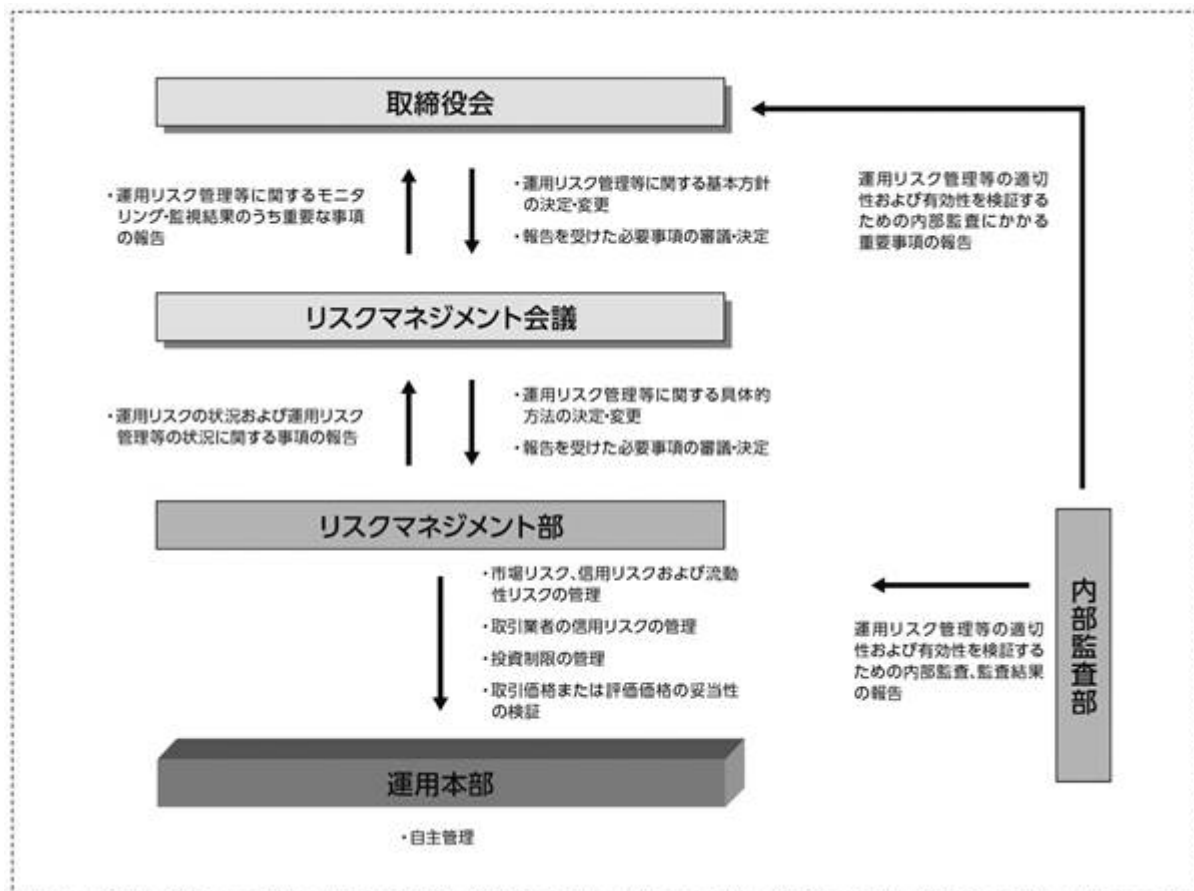 取締役会
・運用リスク管理等に関するモニタ
リング・監視結果のうち重要な事項
の報告
・運用リスク管理等に関する基本方針
の決定・変更
・報告を受けた必要事項の審議・決定
運用リスク管理等の適切
性および有効性を検証する
ための内部監査にかかる
重要事項の報告
リスクマネジメント会議
・運用リスクの状況および運用リスク
管理等の状況に関する事項の報告
・運用リスク管理等に関する具体的
方法の決定・変更
・報告を受けた必要事項の審議・決定
リスクマネジメント部
・市場リスク、信用リスクおよび流動
性リスクの管理
・取引業者の信用リスクの管理
・投資制限の管理
・取引価格または評価価格の妥当性
の検証
運用リスク管理等の適切
性および有効性を検証する
ための内部監査、監査結果
の報告
内部監査部
運用本部
・自主管理